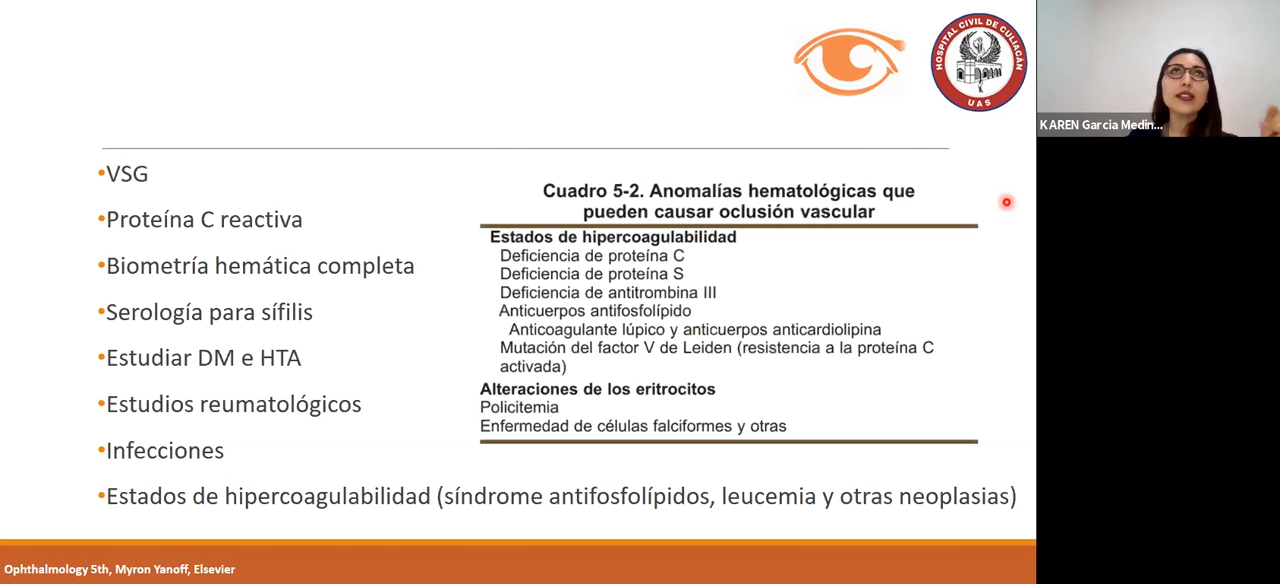 HOSPITAL CIVIL DE CULIACÁN
UAS
KAREN Garcia Medin...
•VSG
•Proteína C reactiva
•Biometría hemática completa
•Serología para sífilis
•Estudiar DM e HTA
•Estudios reumatológicos
•Infecciones
•Estados de hipercoagulabilidad (síndrome antifosfolípidos, leucemia y otras neoplasias)
Cuadro 5-2. Anomalías hematológicas que
pueden causar oclusión vascular
Estados de hipercoagulabilidad
Deficiencia de proteína C
Deficiencia de proteína S
Deficiencia de antitrombina III
Anticuerpos antifosfolípido
Anticoagulante lúpico y anticuerpos anticardiolipina
Mutación del factor V de Leiden (resistencia a la proteína C
activada)
Alteraciones de los eritrocitos
Policitemia
Enfermedad de células falciformes y otras
Ophthalmology 5th, Myron Yanoff, Elsevier